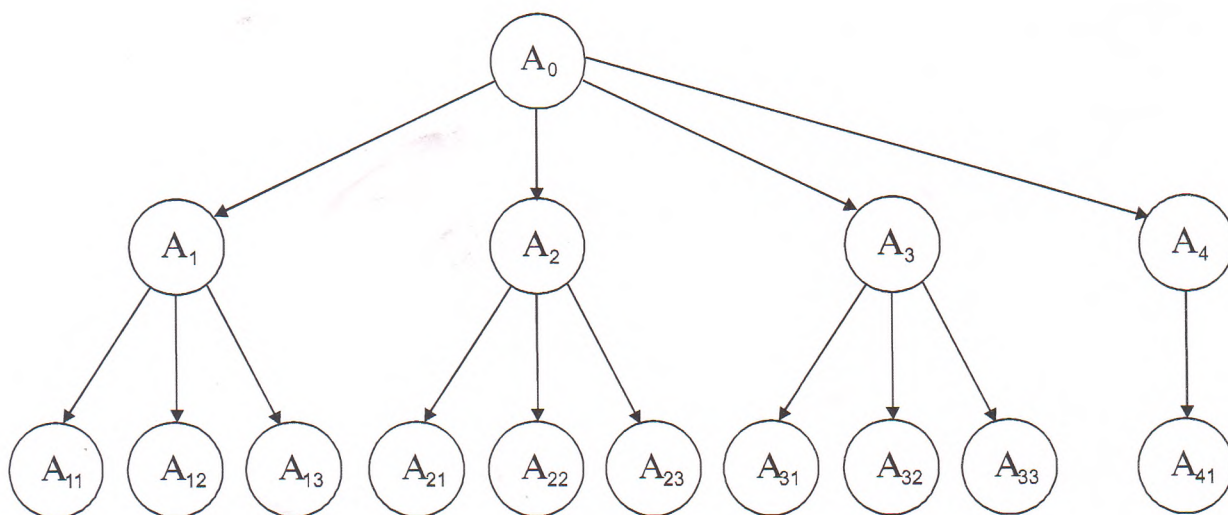 A₀
A₁ A₂ A₃ A₄
A₁₁ A₁₂ A₁₃ A₂₁ A₂₂ A₂₃ A₃₁ A₃₂ A₃₃ A₄₁